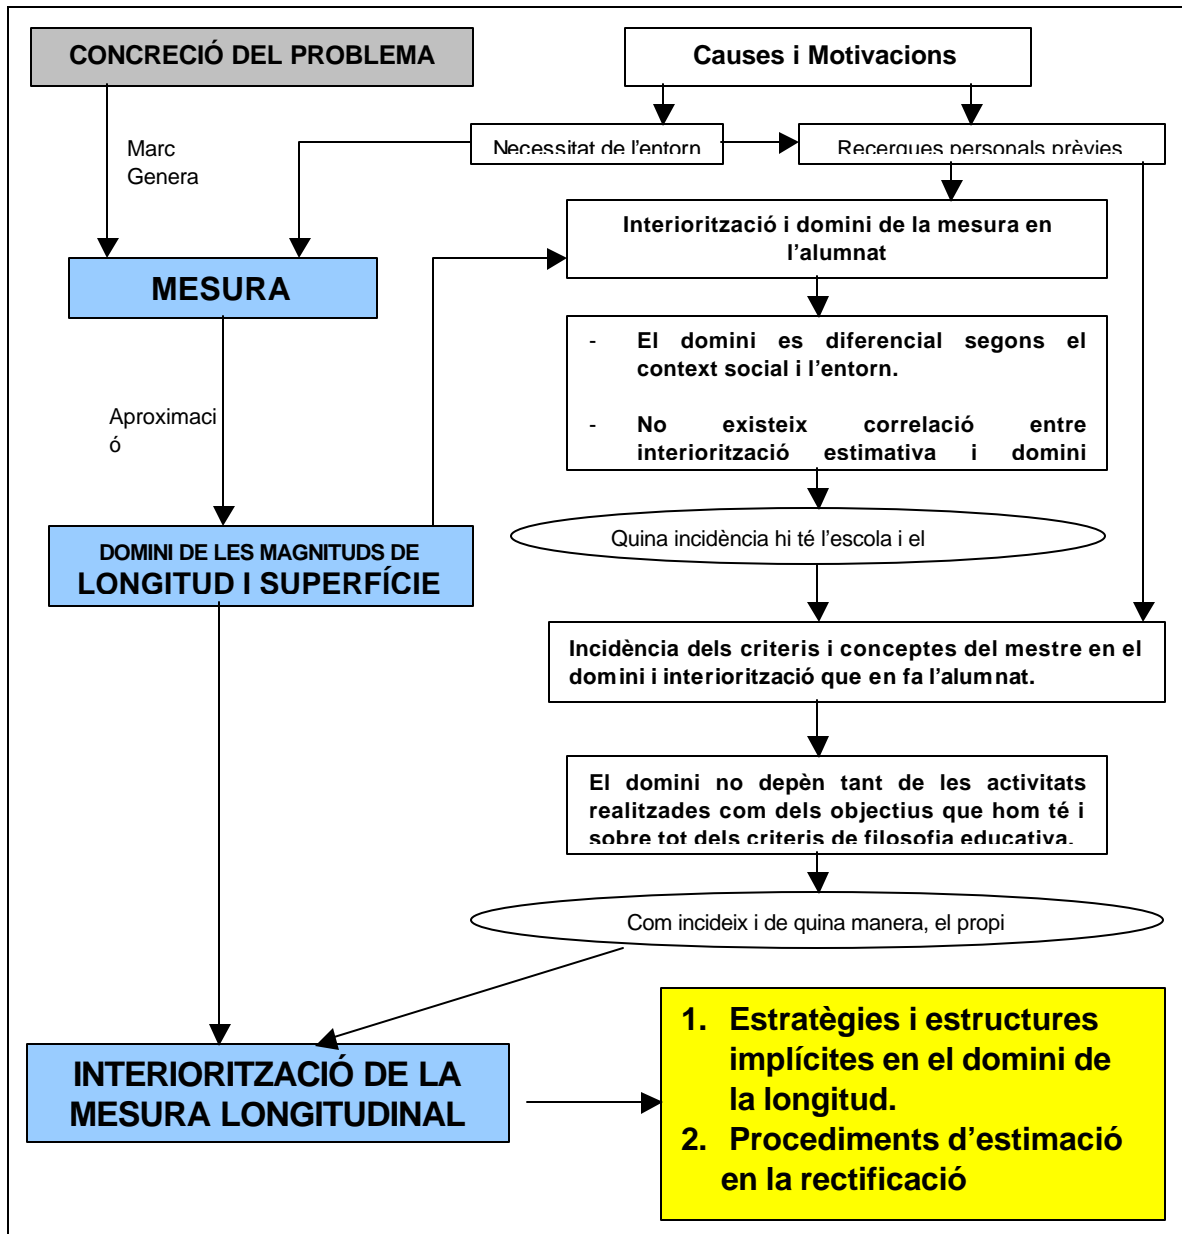 CONCRECIÓ DEL PROBLEMA
Causes i Motivacions
Marc
Genera
Necessitat de l'entorn
Recerques personals prèvies
Interiorització i domini de la mesura en
l'alumnat
MESURA
- El domini es diferencial segons el
context social i l'entorn.
- No existeix correlació entre
interiorització estimativa i domini
Aproximaci
ó
Quina incidència hi té l'escola i el
DOMINI DE LES MAGNITUDS DE
LONGITUD I SUPERFÍCIE
Incidència dels criteris i conceptes del mestre en el
domini i interiorització que en fa l'alumnat.
El domini no depèn tant de les activitats
realitzades com dels objectius que hom té i
sobre tot dels criteris de filosofia educativa.
Com incideix i de quina manera, el propi
INTERIORITZACIÓ DE LA
MESURA LONGITUDINAL
1. Estratègies i estructures
implícites en el domini de
la longitud.
2. Procediments d'estimació
en la rectificació